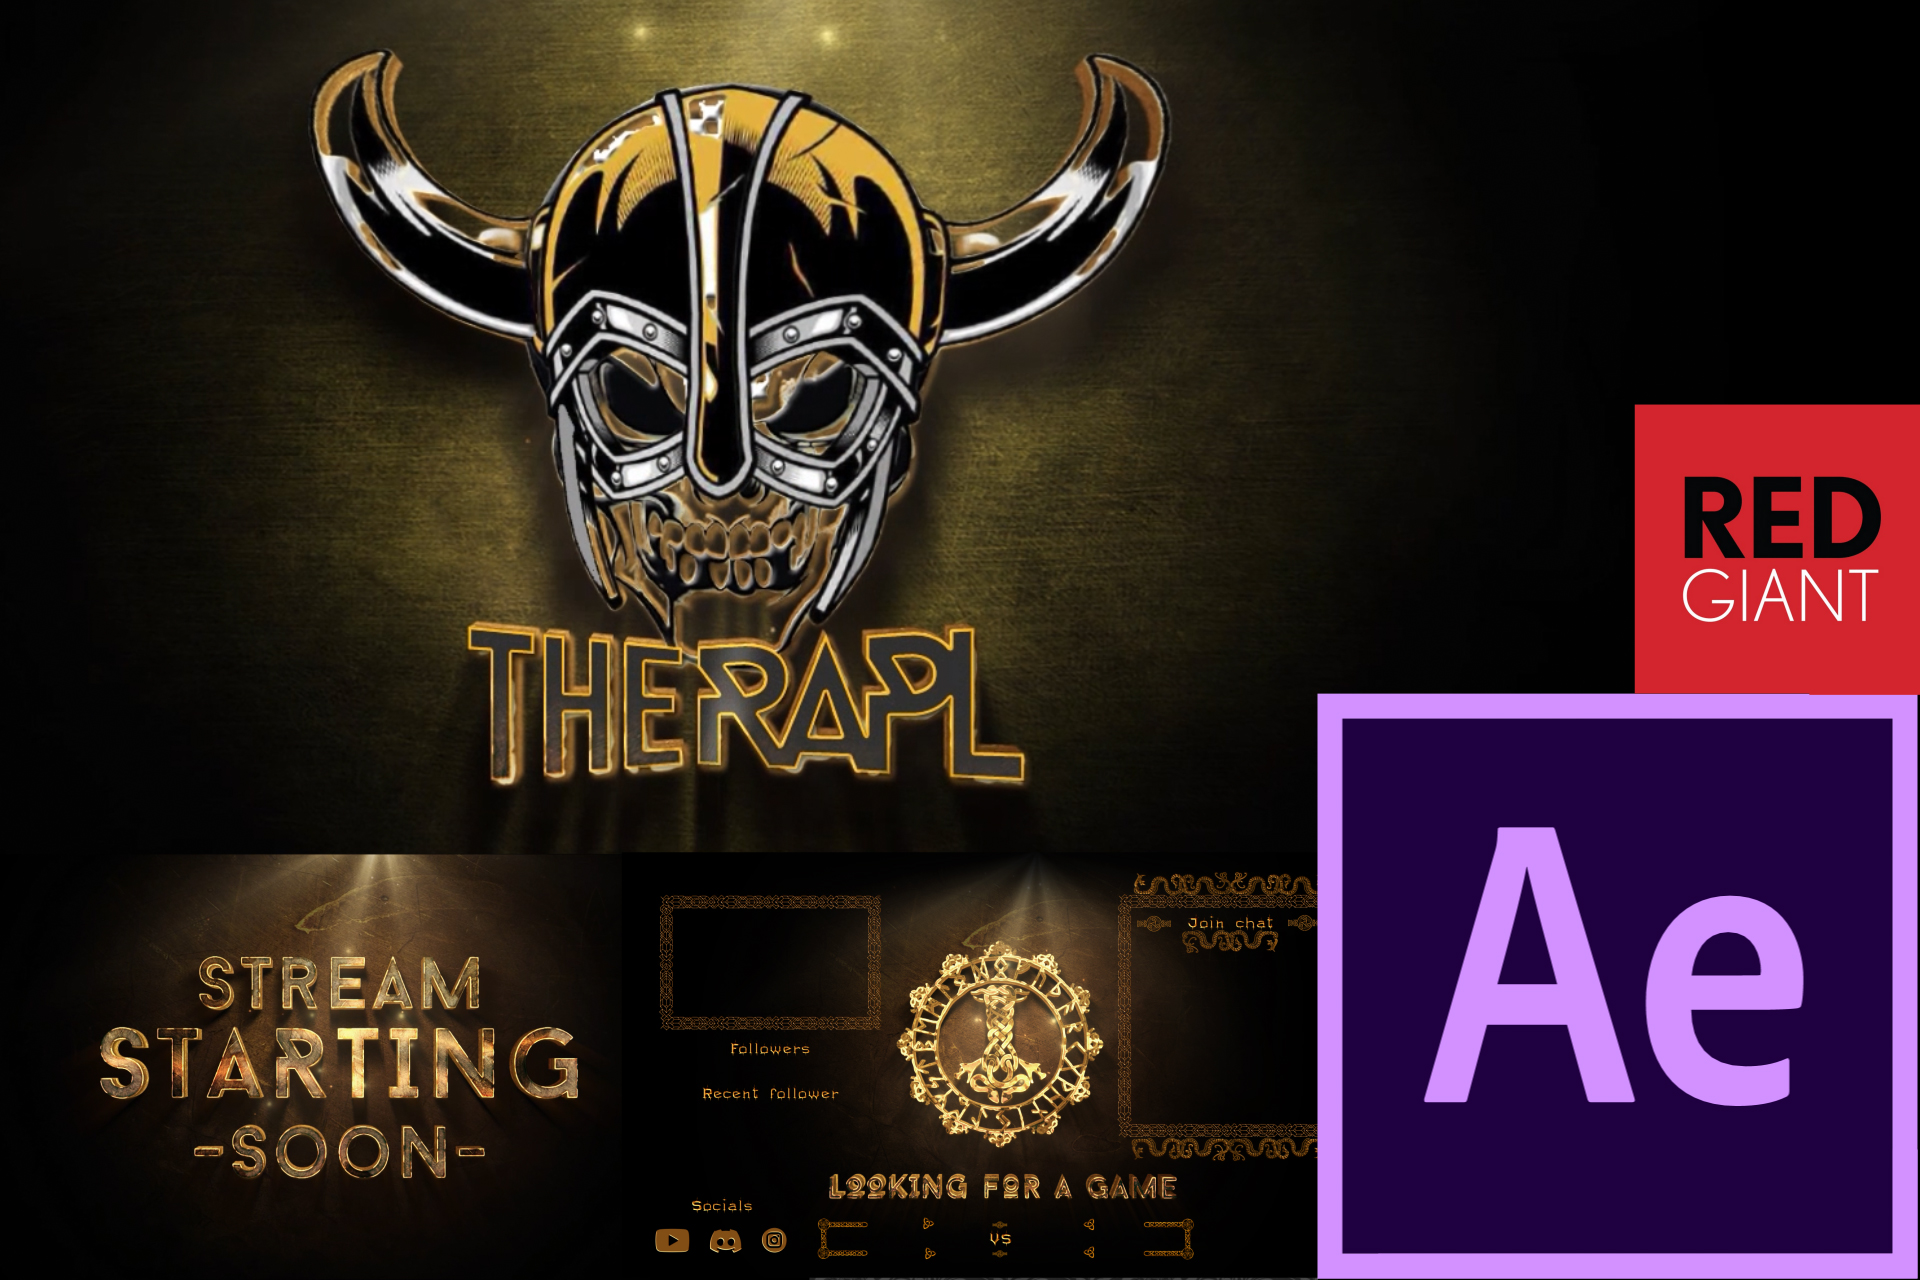 THERAPL
RED
GIANT
Ae
STREAM
STARTING
-SOON-
Join chat
Followers
Recent follower
LOOKING FOR A GAME
Socials
VS